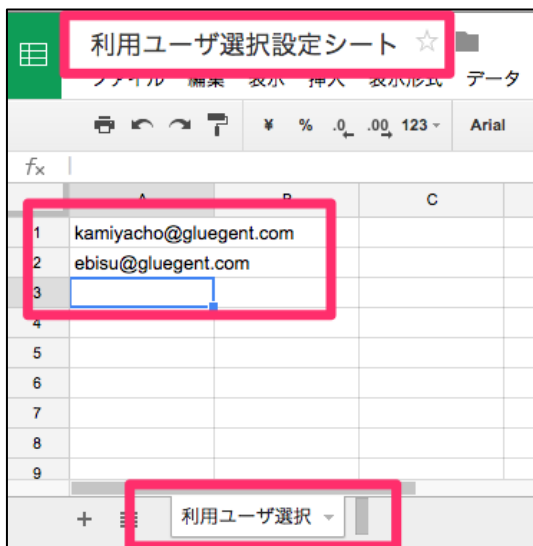 利用ユーザ選択設定シート
ファイル 編集 表示 挿入 表示形式 データ
¥ % .0 .00 123 Arial
fx
A B C
1 kamiyacho@gluegent.com
2 ebisu@gluegent.com
3
4
5
6
7
8
9
+ 利用ユーザ選択